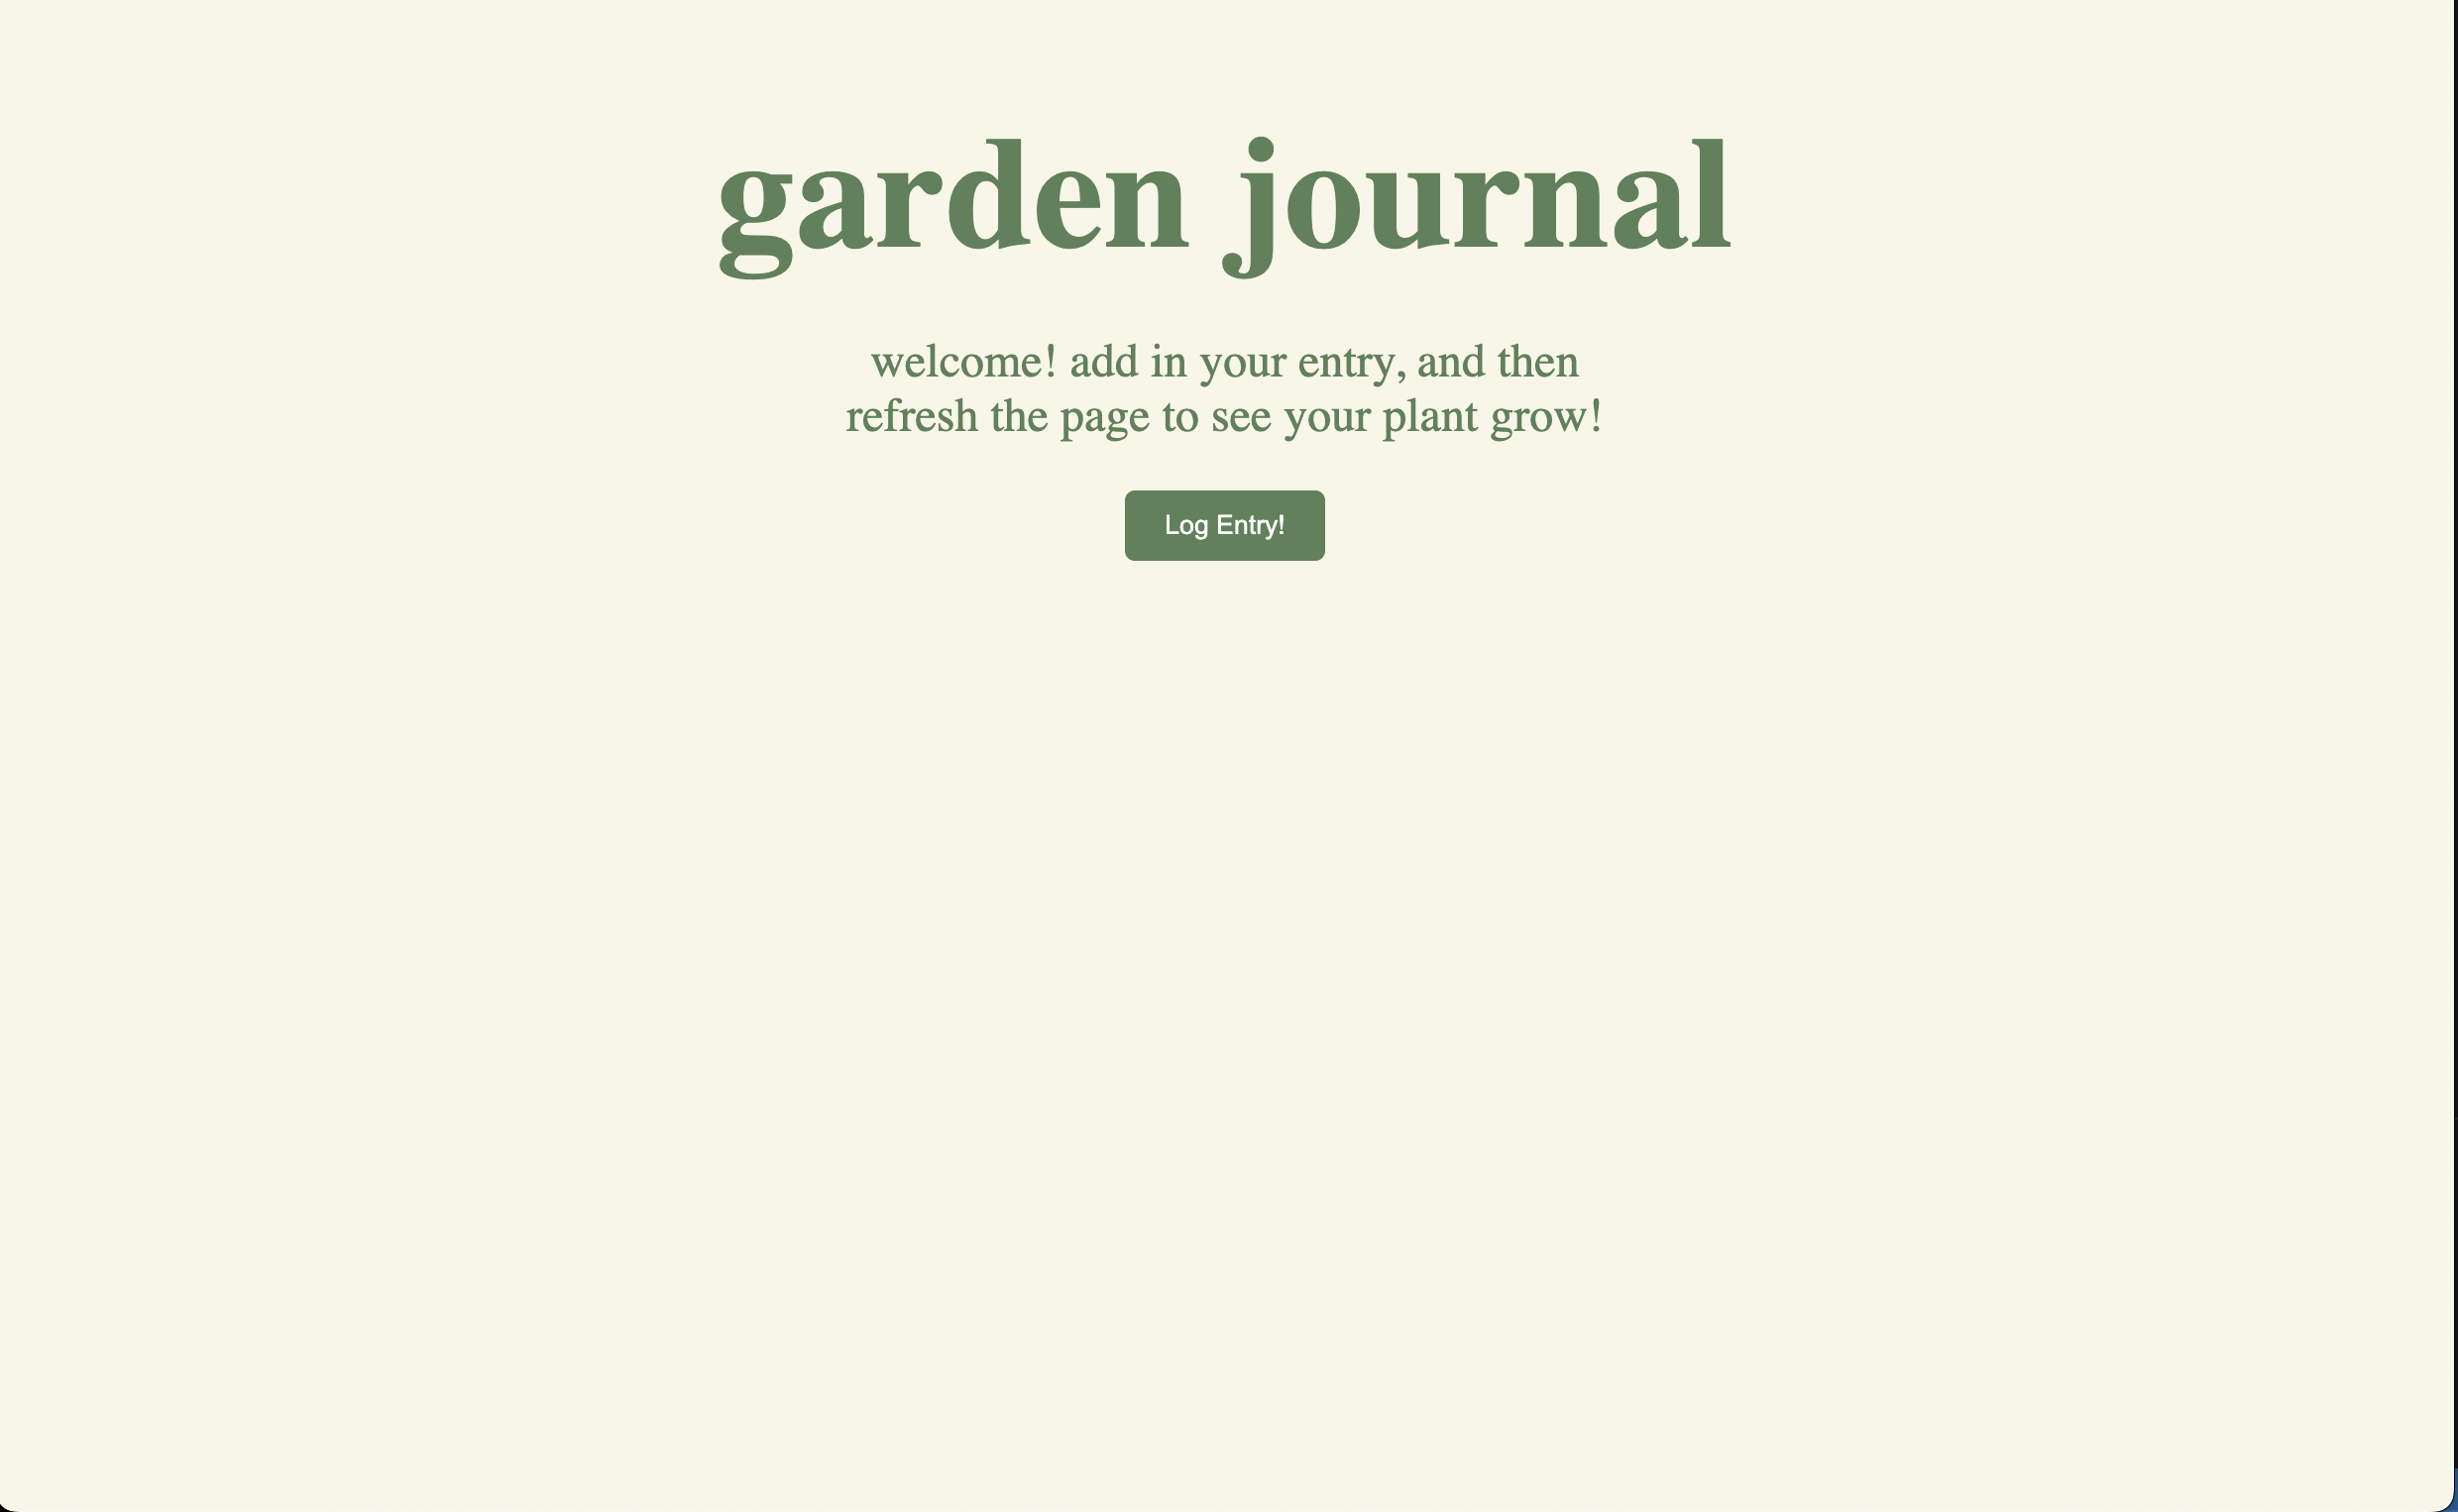 garden journal
welcome! add in your entry, and then
refresh the page to see your plant grow!
Log Entry!